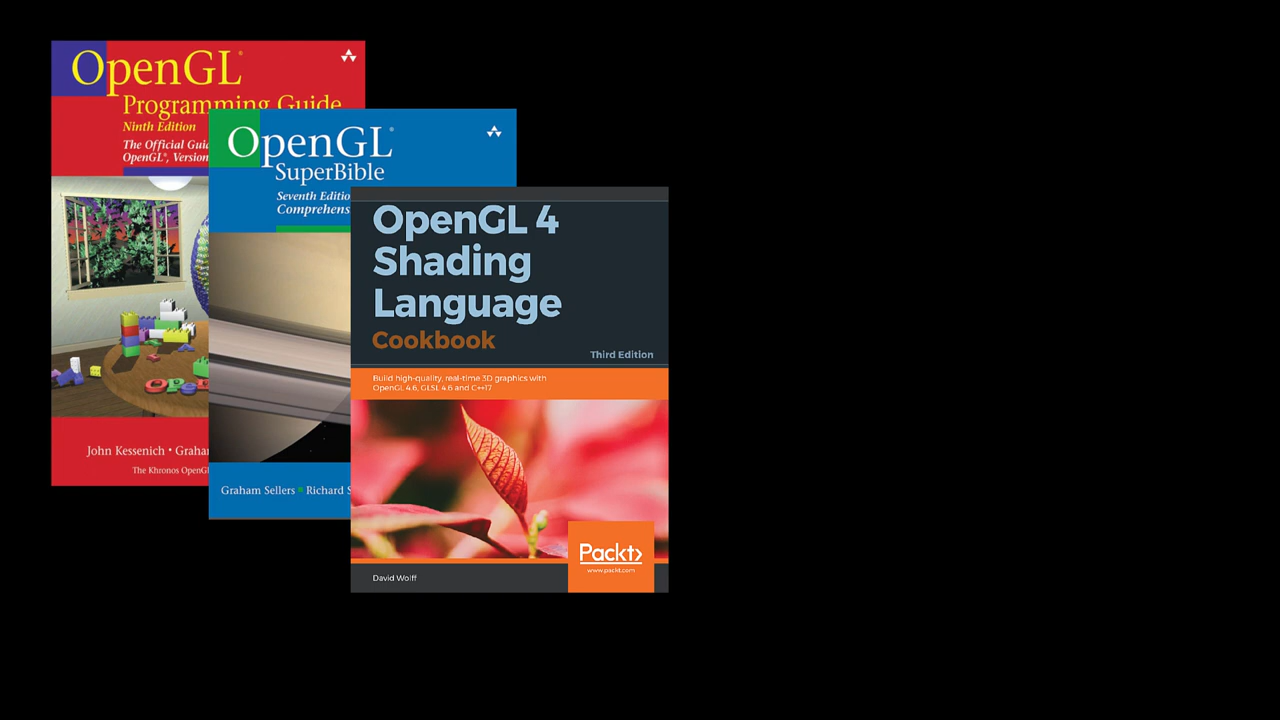 OpenGL®
Programming Guide
Ninth Edition
The Official Guid
OpenGL®, Version
John Kessenich • Graha
The Khronos OpenGL
OpenGL®
SuperBible
Seventh Editio
Comprehens
Graham Sellers ▪ Richard S
OpenGL 4
Shading
Language
Cookbook
Third Edition
Build high-quality, real-time 3D graphics with
OpenGL 4.6, GLSL 4.6 and C++17
Packt>
www.packt.com
David Wolff